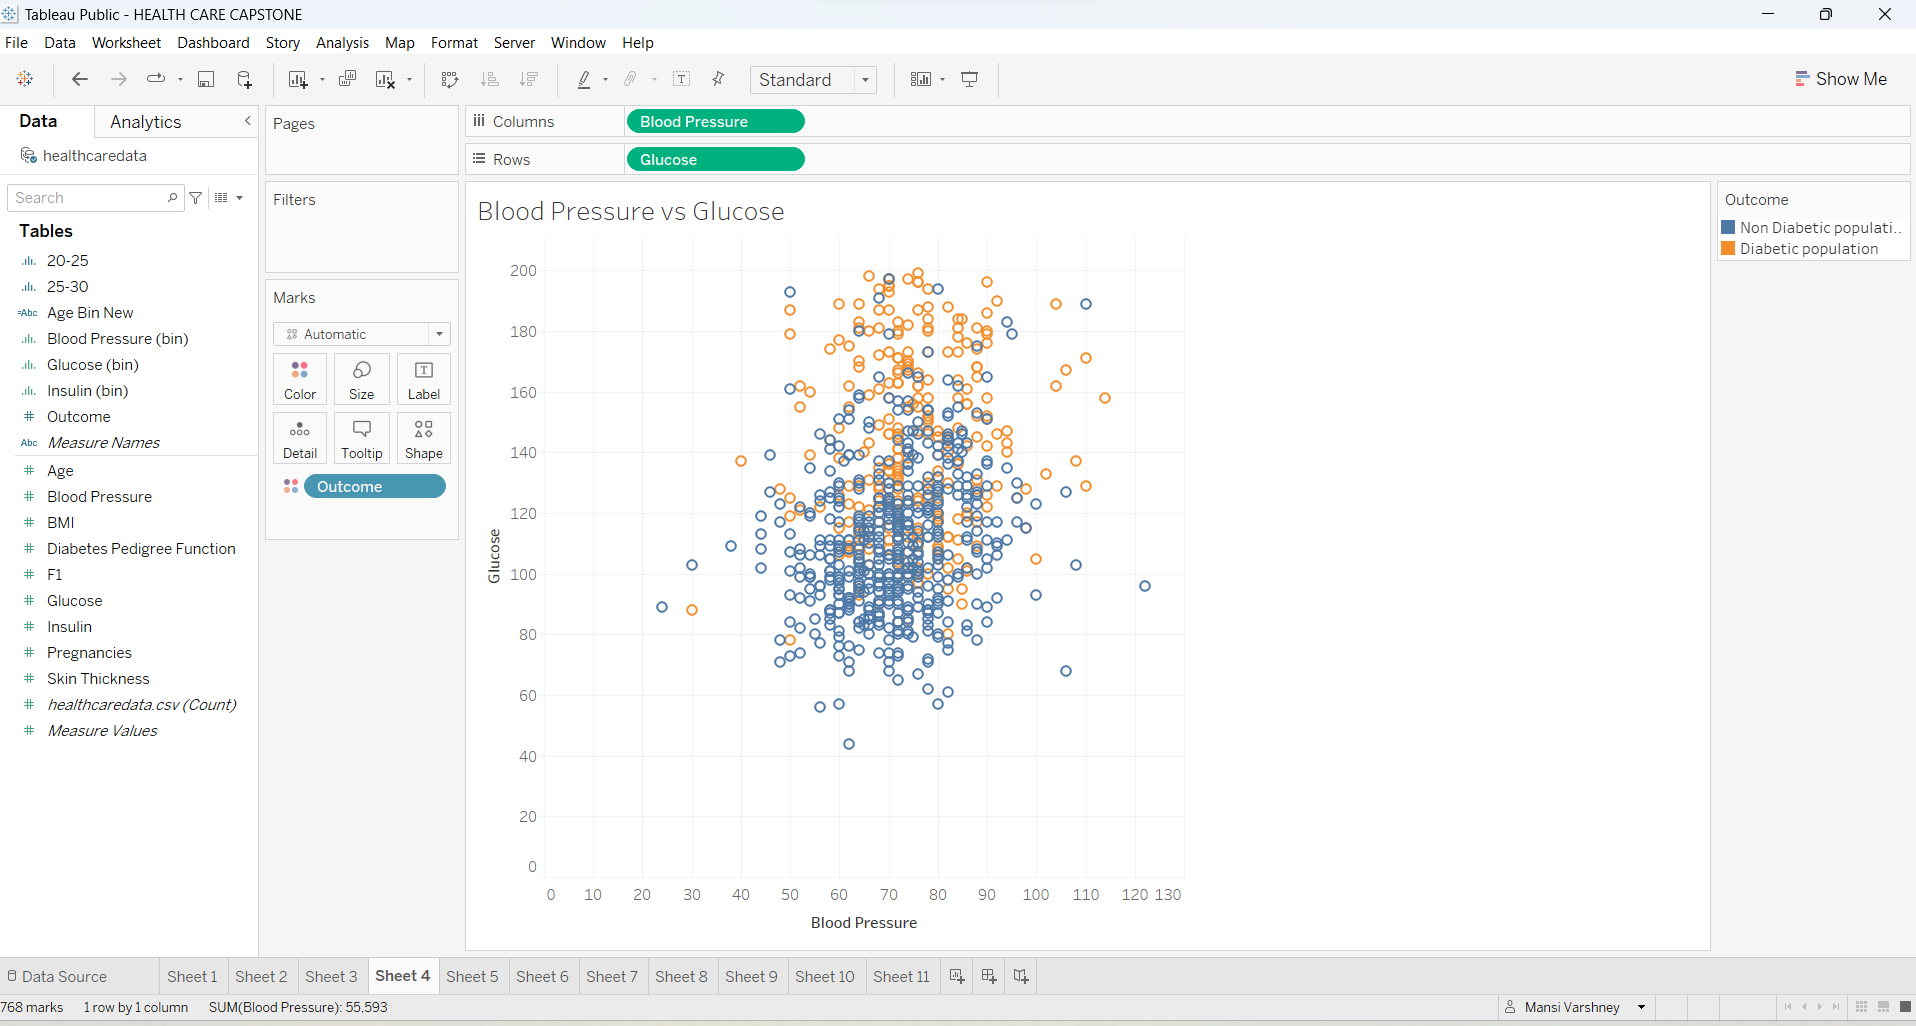 Tableau Public - HEALTH CARE CAPSTONE
File Data Worksheet Dashboard Story Analysis Map Format Server Window Help
Standard
Show Me
Data Analytics
healthcaredata
Search
Tables
20-25
25-30
=Abc Age Bin New
Blood Pressure (bin)
Glucose (bin)
Insulin (bin)
# Outcome
Abc Measure Names
# Age
# Blood Pressure
# BMI
# Diabetes Pedigree Function
# F1
# Glucose
# Insulin
# Pregnancies
# Skin Thickness
# healthcaredata.csv (Count)
# Measure Values
Pages
Filters
Marks
Automatic
Color Size Label
Detail Tooltip Shape
Outcome
Columns Blood Pressure
Rows Glucose
Blood Pressure vs Glucose
200
180
160
140
120
100
80
60
40
20
0
Glucose
0 10 20 30 40 50 60 70 80 90 100 110 120 130
Blood Pressure
Outcome
Non Diabetic populati..
Diabetic population
Data Source Sheet 1 Sheet 2 Sheet 3 Sheet 4 Sheet 5 Sheet 6 Sheet 7 Sheet 8 Sheet 9 Sheet 10 Sheet 11
768 marks 1 row by 1 column SUM(Blood Pressure): 55,593
Mansi Varshney